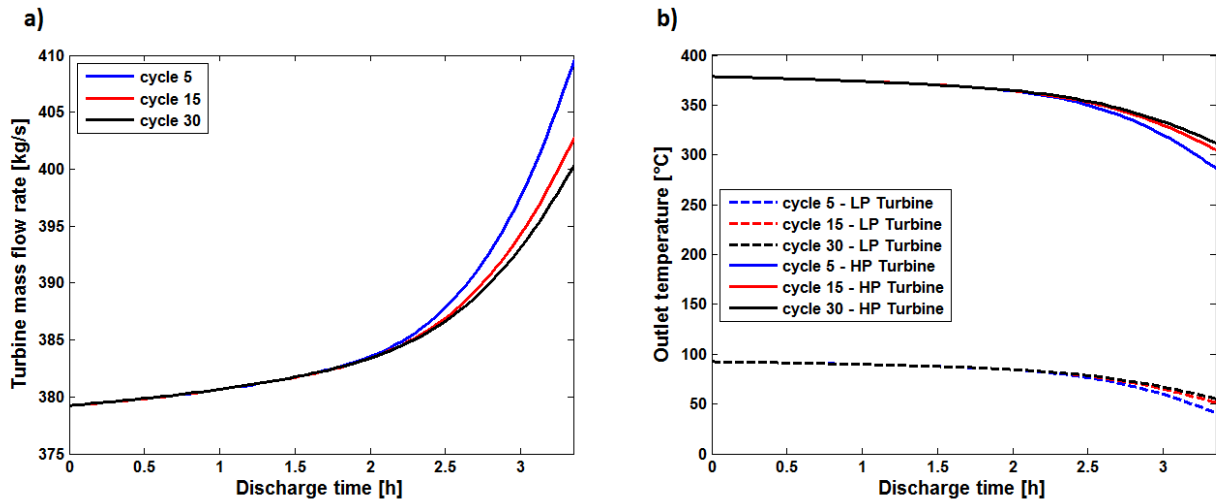 a)
Turbine mass flow rate [kg/s]
410
405
400
395
390
385
380
375
cycle 5
cycle 15
cycle 30
0
0.5
1
1.5
2
2.5
3
Discharge time [h]
b)
Outlet temperature [°C]
400
350
300
250
200
150
100
50
0
cycle 5 - LP Turbine
cycle 15 - LP Turbine
cycle 30 - LP Turbine
cycle 5 - HP Turbine
cycle 15 - HP Turbine
cycle 30 - HP Turbine
0
0.5
1
1.5
2
2.5
3
Discharge time [h]